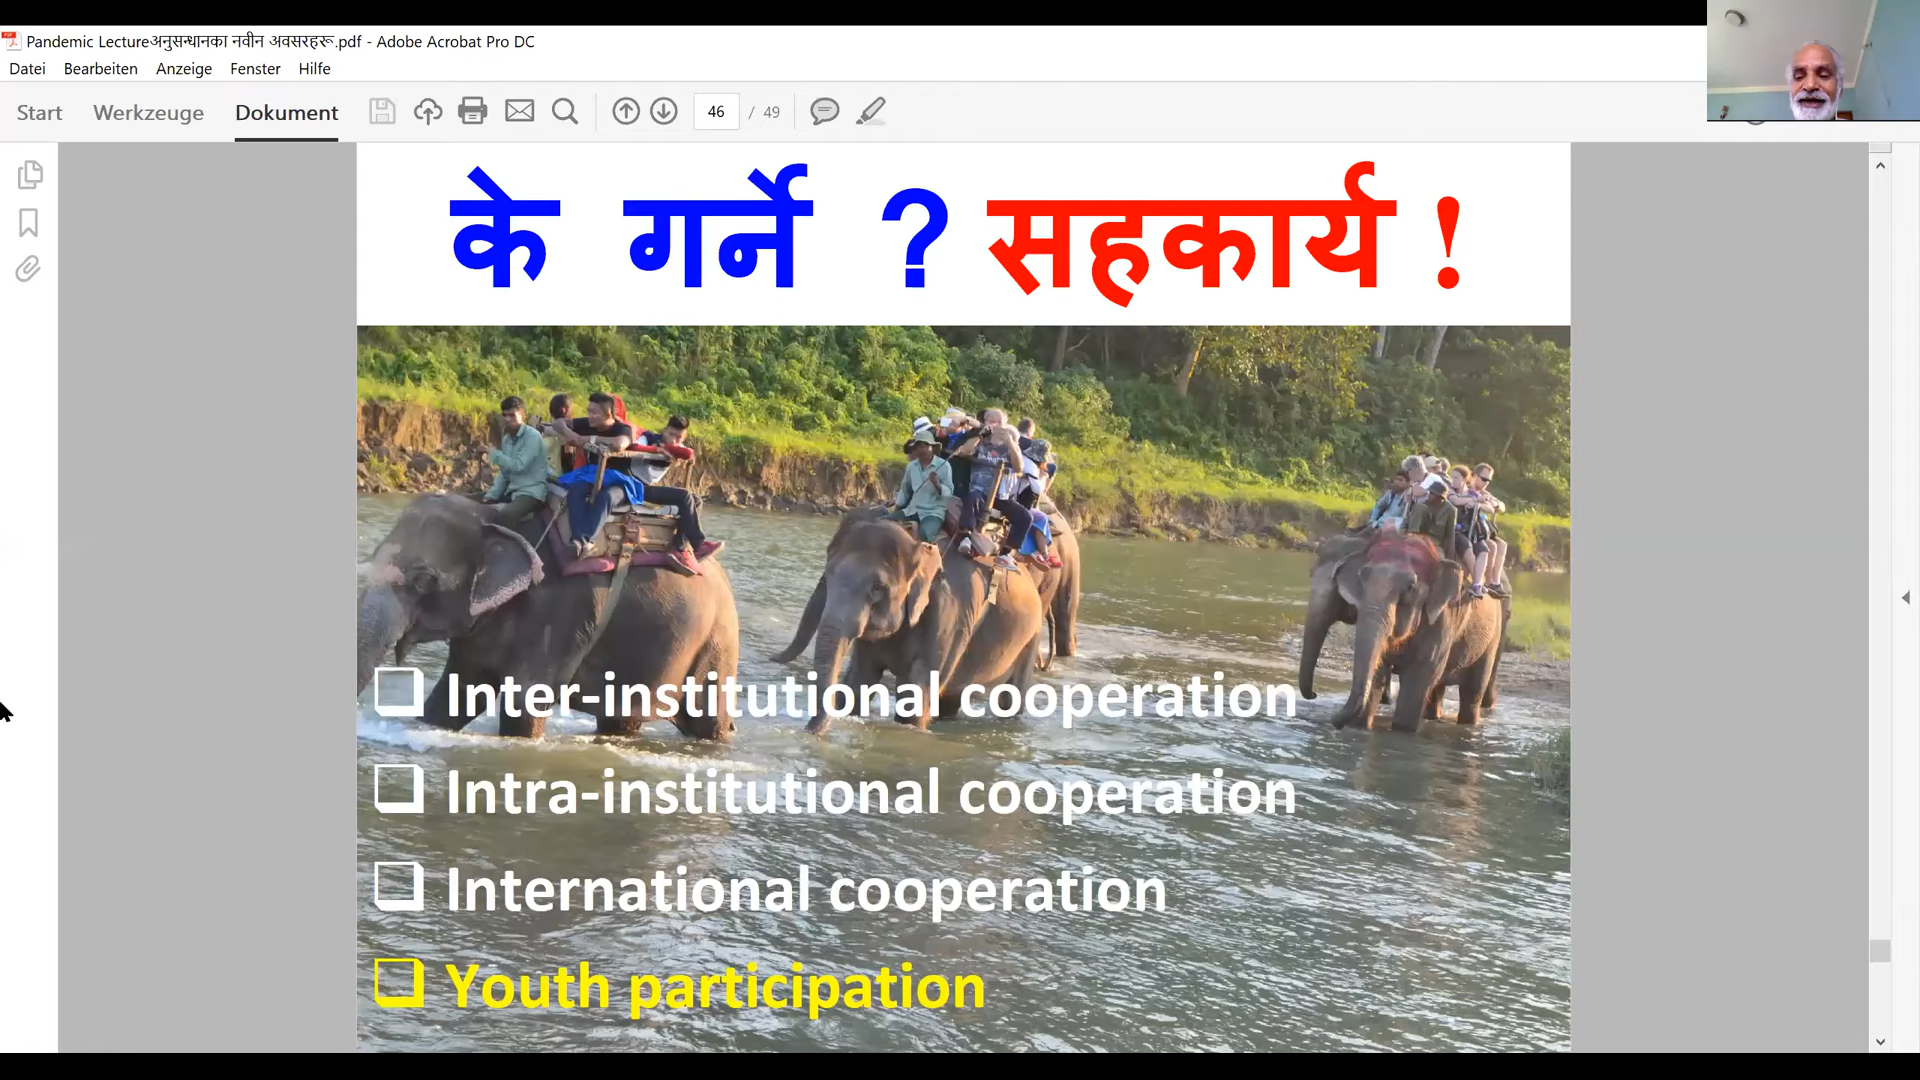 Pandemic Lectureअनुसन्धानका नवीन अवसरहरू.pdf - Adobe Acrobat Pro DC
Datei Bearbeiten Anzeige Fenster Hilfe
Start Werkzeuge Dokument 46 / 49
के गर्ने ? सहकार्य !
Inter-institutional cooperation
Intra-institutional cooperation
International cooperation
Youth participation